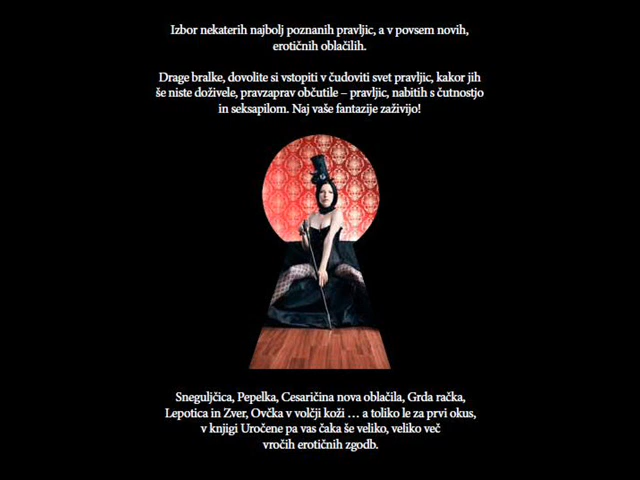 Izbor nekaterih najbolj poznanih pravljic, a v povsem novih,
erotičnih oblačilih.
Drage bralke, dovolite si vstopiti v čudoviti svet pravljic, kakor jih
še niste doživele, pravzaprav občutile – pravljic, nabitih s čutnostjo
in seksapilom. Naj vaše fantazije zaživijo!
Sneguljčica, Pepelka, Cesaričina nova oblačila, Grda račka,
Lepotica in Zver, Ovčka v volčji koži … a toliko le za prvi okus,
v knjigi Uročene pa vas čaka še veliko, veliko več
vročih erotičnih zgodb.